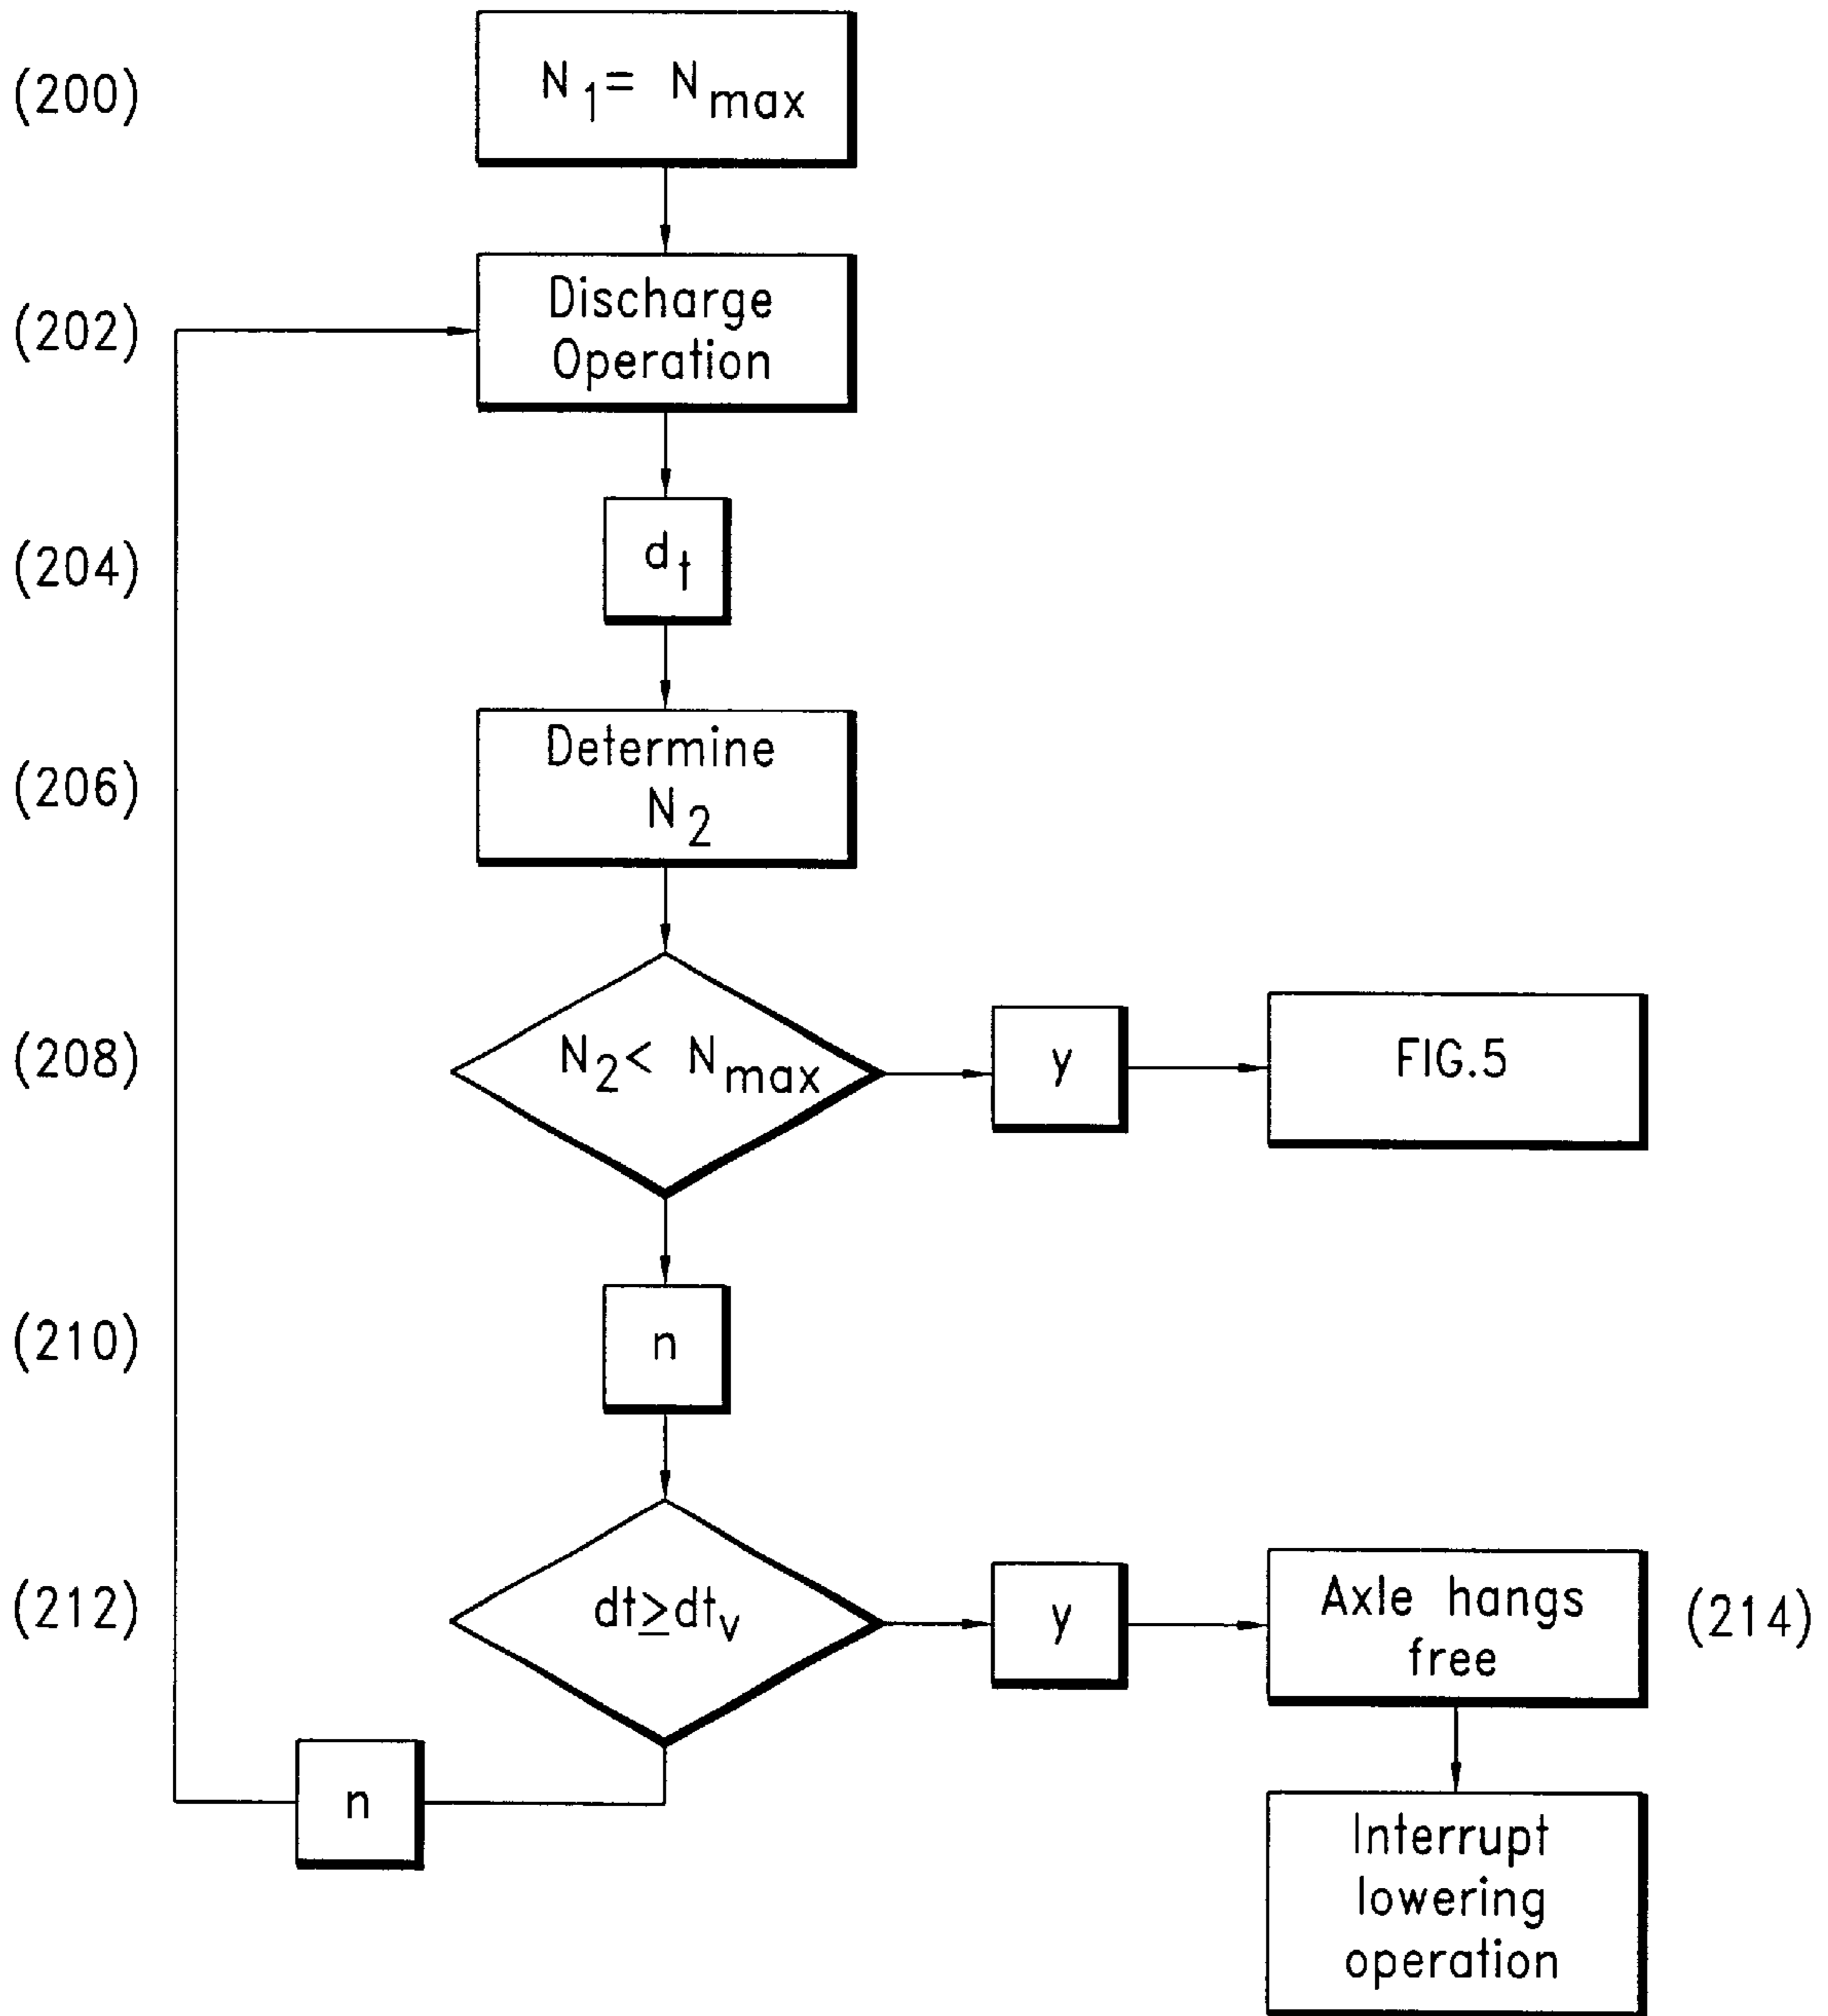 (200)
N1= Nmax
(202)
Discharge
Operation
(204)
dt
(206)
Determine
N2
(208)
N2< Nmax
y
FIG.5
(210)
n
(212)
dt≥dtv
y
Axle hangs
free
(214)
n
Interrupt
lowering
operation